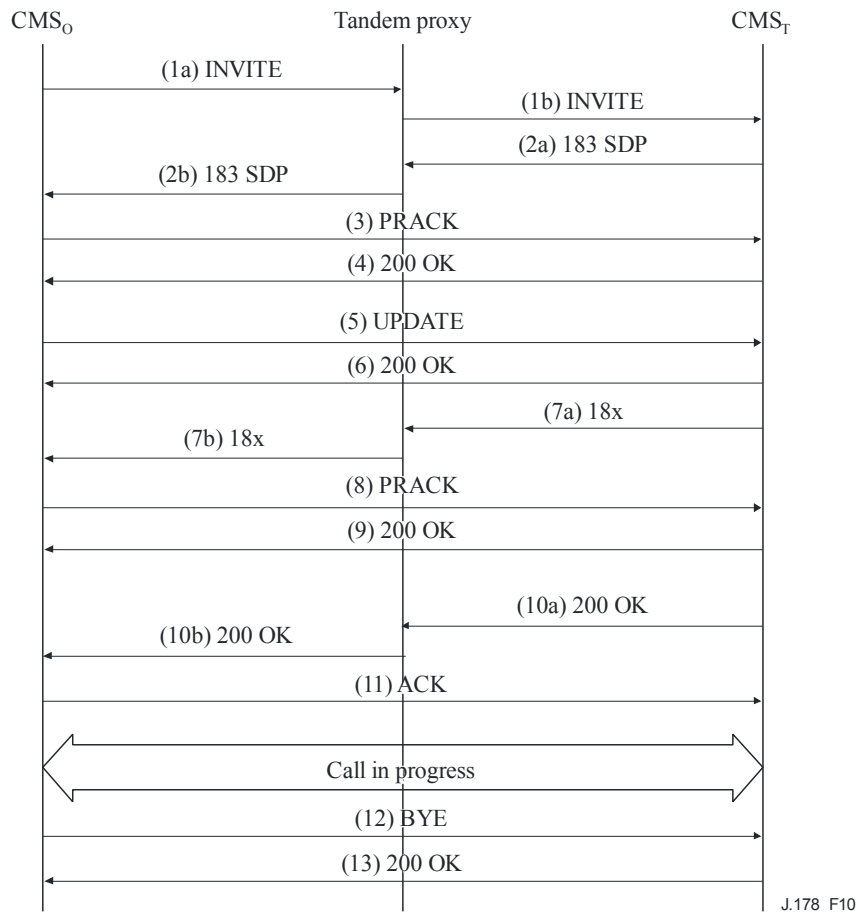 CMSO Tandem proxy CMST
(1a) INVITE
(1b) INVITE
(2a) 183 SDP
(2b) 183 SDP
(3) PRACK
(4) 200 OK
(5) UPDATE
(6) 200 OK
(7a) 18x
(7b) 18x
(8) PRACK
(9) 200 OK
(10a) 200 OK
(10b) 200 OK
(11) ACK
Call in progress
(12) BYE
(13) 200 OK
J.178_F10